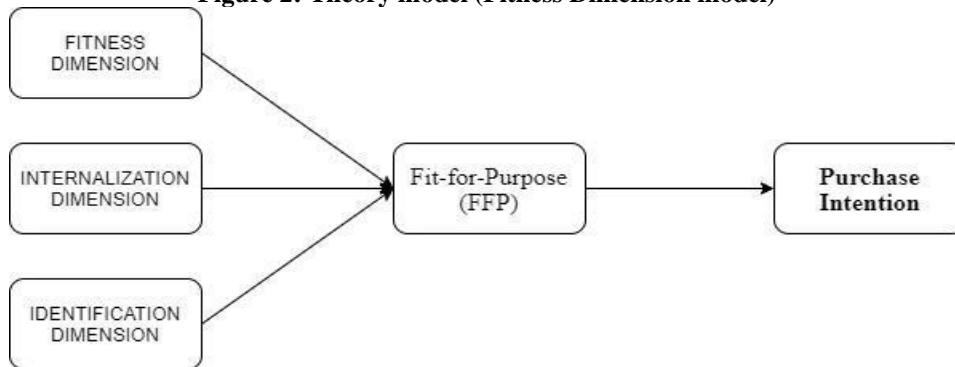 Figure 2: Theory model (Fitness Dimension model)
FITNESS
DIMENSION
INTERNALIZATION
DIMENSION
Fit-for-Purpose
(FFP)
Purchase
Intention
IDENTIFICATION
DIMENSION